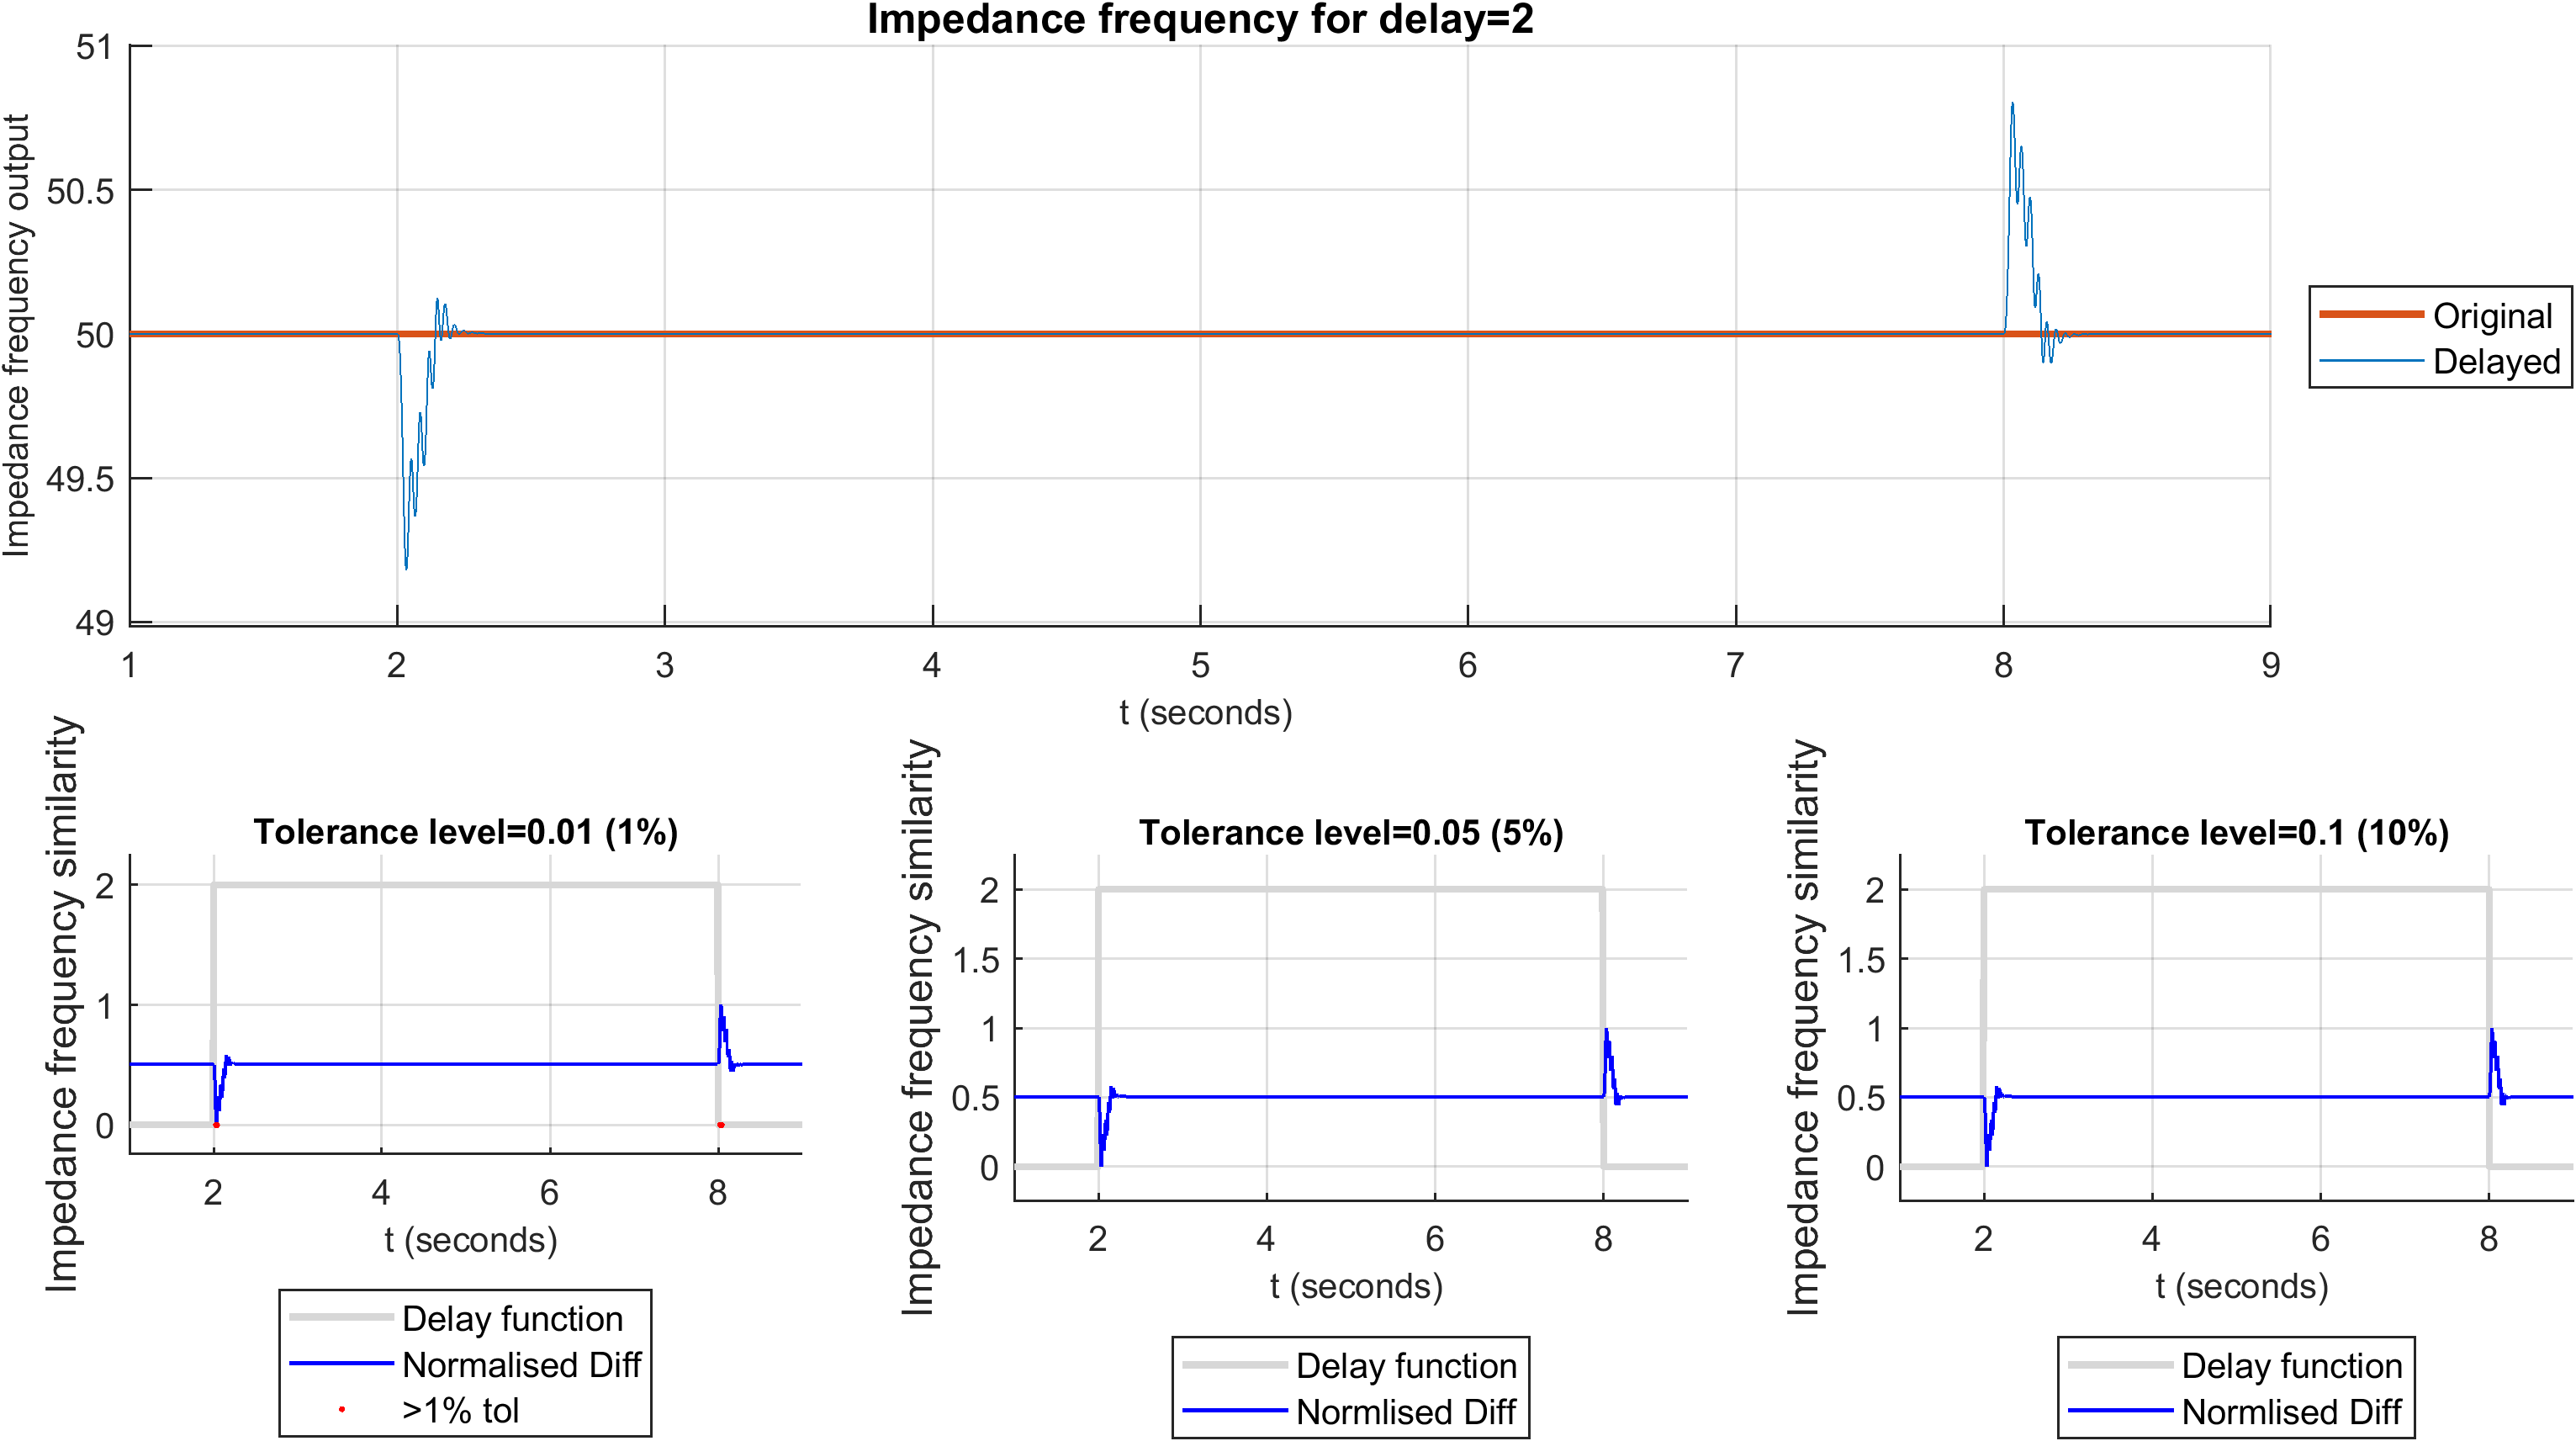 Impedance frequency for delay=2
Impedance frequency output
51
50.5
50
49.5
49
1 2 3 4 5 6 7 8 9
t (seconds)
Original
Delayed
Impedance frequency similarity
Tolerance level=0.01 (1%)
2
1
0
2 4 6 8
t (seconds)
Delay function
Normalised Diff
>1% tol
Impedance frequency similarity
Tolerance level=0.05 (5%)
2
1.5
1
0.5
0
2 4 6 8
t (seconds)
Delay function
Normlised Diff
Impedance frequency similarity
Tolerance level=0.1 (10%)
2
1.5
1
0.5
0
2 4 6 8
t (seconds)
Delay function
Normlised Diff